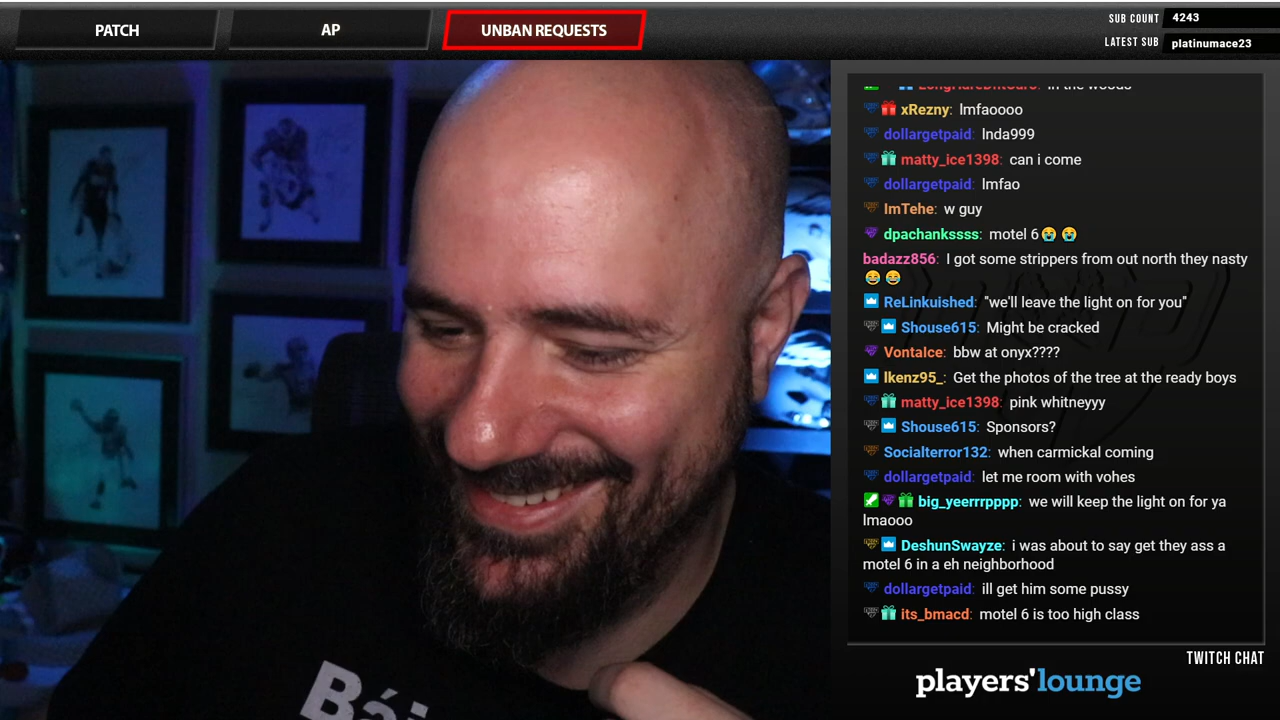 PATCH
AP
UNBAN REQUESTS
SUB COUNT 4243
LATEST SUB platinumace23
in the woods
xRezny: lmfaoooo
dollargetpaid: lnda999
matty_ice1398: can i come
dollargetpaid: lmfao
ImTehe: w guy
dpachankssss: motel 6😭 😭
badazz856: I got some strippers from out north they nasty
😂 😂
ReLinkuished: "we'll leave the light on for you"
Shouse615: Might be cracked
VontaIce: bbw at onyx????
lkenz95_: Get the photos of the tree at the ready boys
matty_ice1398: pink whitneyyy
Shouse615: Sponsors?
Socialterror132: when carmickal coming
dollargetpaid: let me room with vohes
big_yeerrrpppp: we will keep the light on for ya
lmaooo
DeshunSwayze: i was about to say get they ass a
motel 6 in a eh neighborhood
dollargetpaid: ill get him some pussy
its_bmacd: motel 6 is too high class
TWITCH CHAT
players'lounge